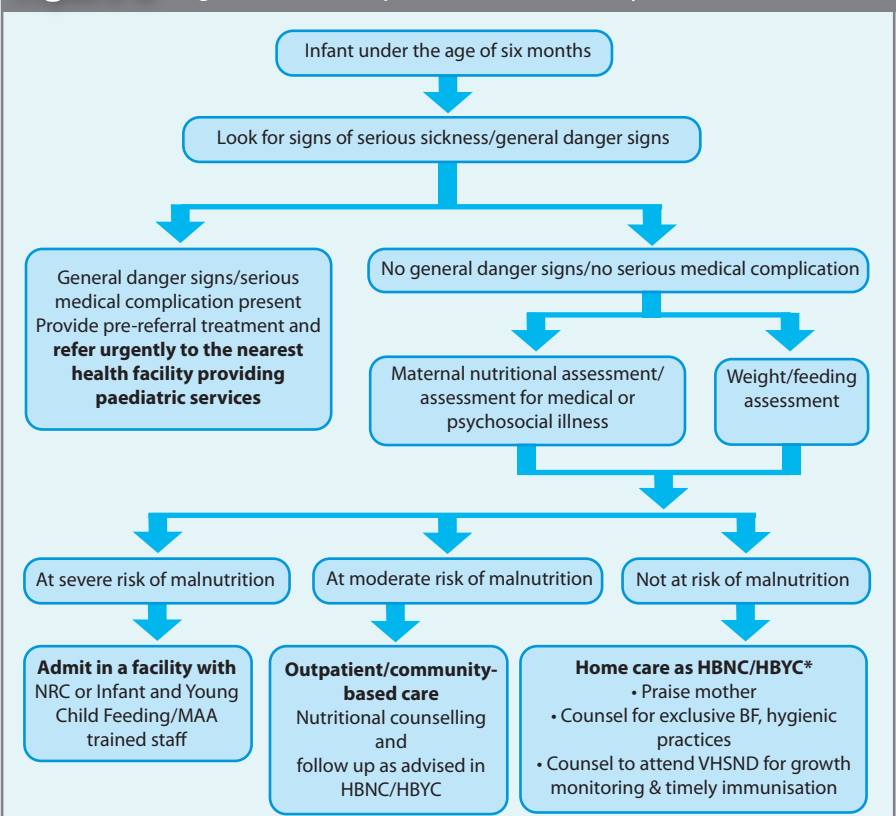 Infant under the age of six months
Look for signs of serious sickness/general danger signs
General danger signs/serious
medical complication present
Provide pre-referral treatment and
refer urgently to the nearest
health facility providing
paediatric services
No general danger signs/no serious medical complication
Maternal nutritional assessment/
assessment for medical or
psychosocial illness
Weight/feeding
assessment
At severe risk of malnutrition
At moderate risk of malnutrition
Not at risk of malnutrition
Admit in a facility with
NRC or Infant and Young
Child Feeding/MAA
trained staff
Outpatient/community-
based care
Nutritional counselling
and
follow up as advised in
HBNC/HBYC
Home care as HBNC/HBYC*
• Praise mother
• Counsel for exclusive BF, hygienic
practices
• Counsel to attend VHSND for growth
monitoring & timely immunisation